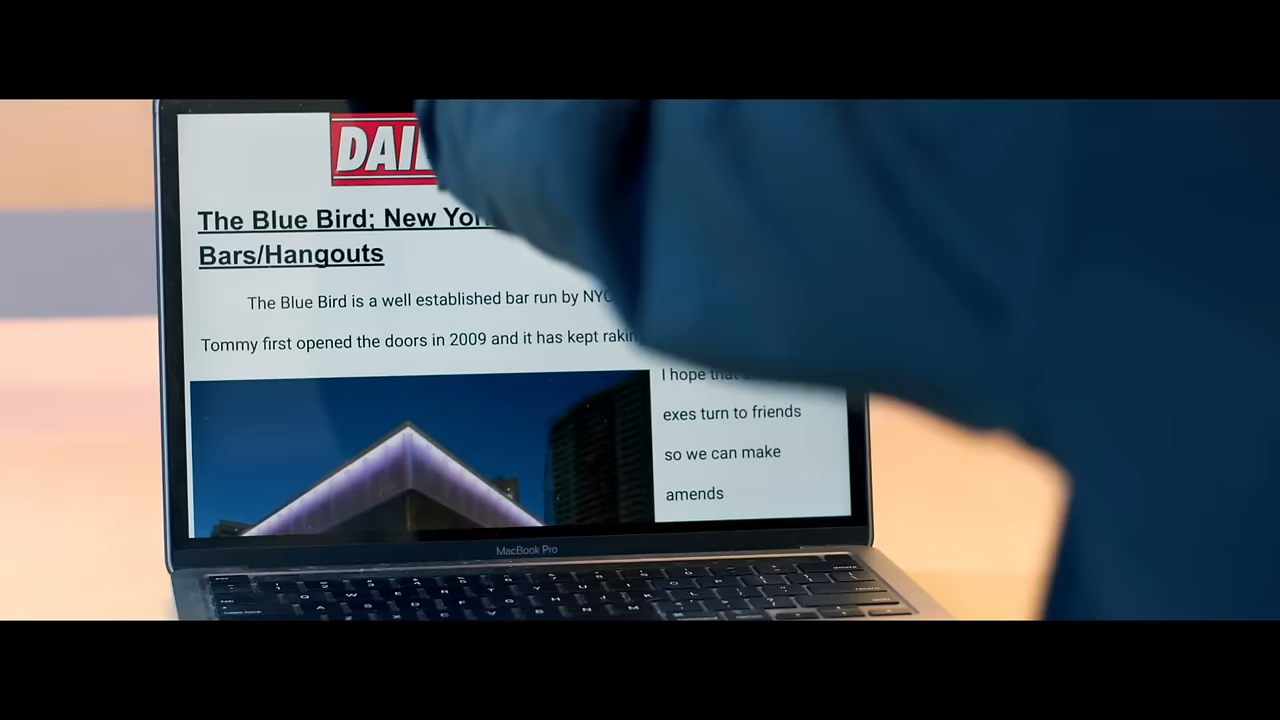 DAI
The Blue Bird; New Yor
Bars/Hangouts
The Blue Bird is a well established bar run by NYC
Tommy first opened the doors in 2009 and it has kept rakin
I hope that
exes turn to friends
so we can make
amends
MacBook Pro